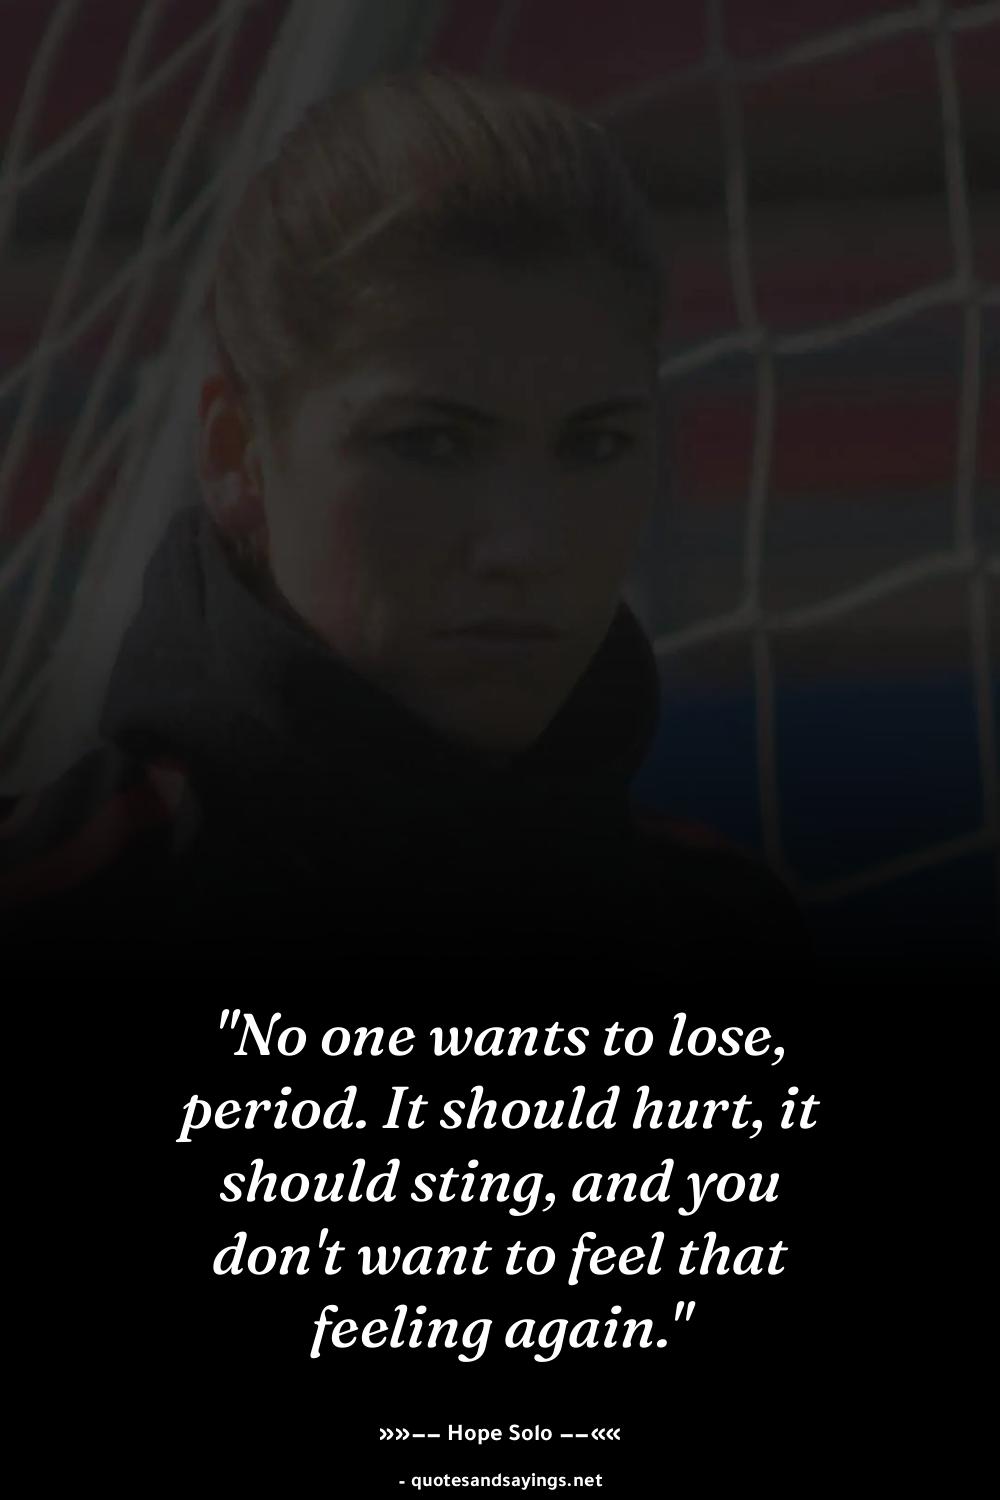 "No one wants to lose,
period. It should hurt, it
should sting, and you
don't want to feel that
feeling again."
»»−− Hope Solo −−««
- quotesandsayings.net